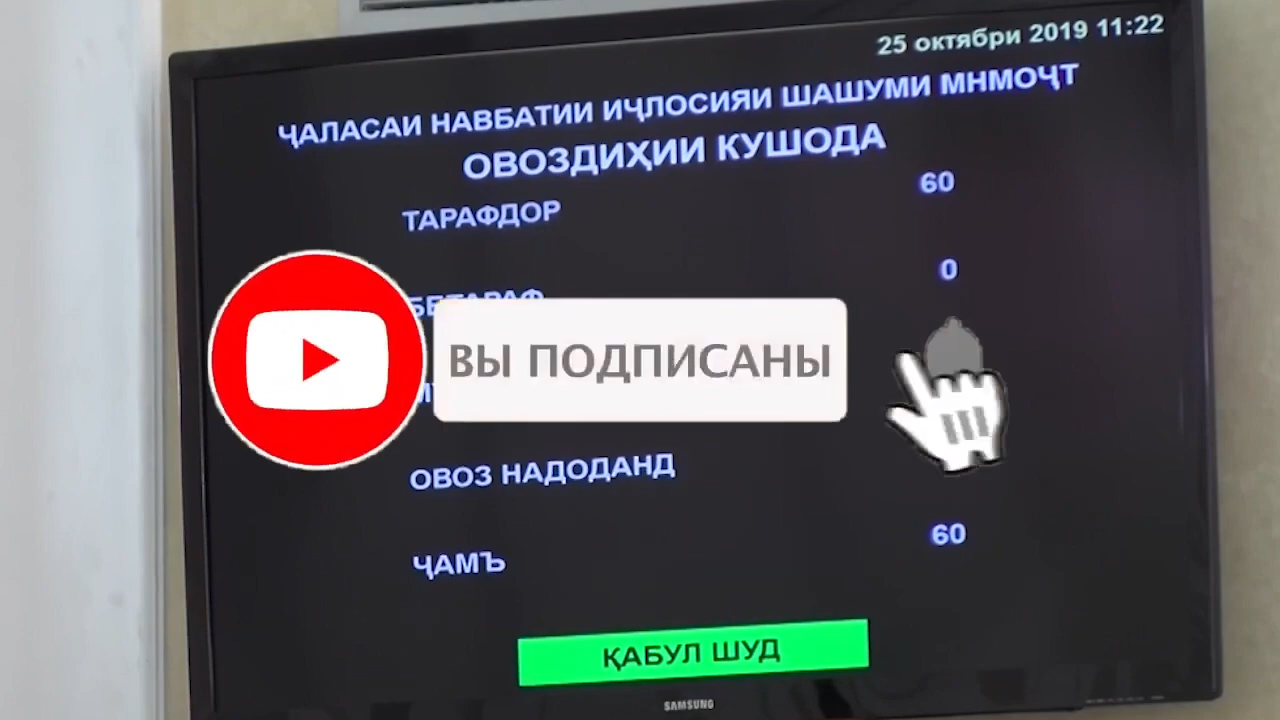 25 октябри 2019 11:22
ҶАЛАСАИ НАВБАТИИ ИҶЛОСИЯИ ШАШУМИ МНМОҶТ
ОВОЗДИҲИИ КУШОДА
ТАРАФДОР 60
БЕТАРАФ 0
ВЫ ПОДПИСАНЫ
ОВОЗ НАДОДАНД
ҶАМЪ 60
ҚАБУЛ ШУД
SAMSUNG